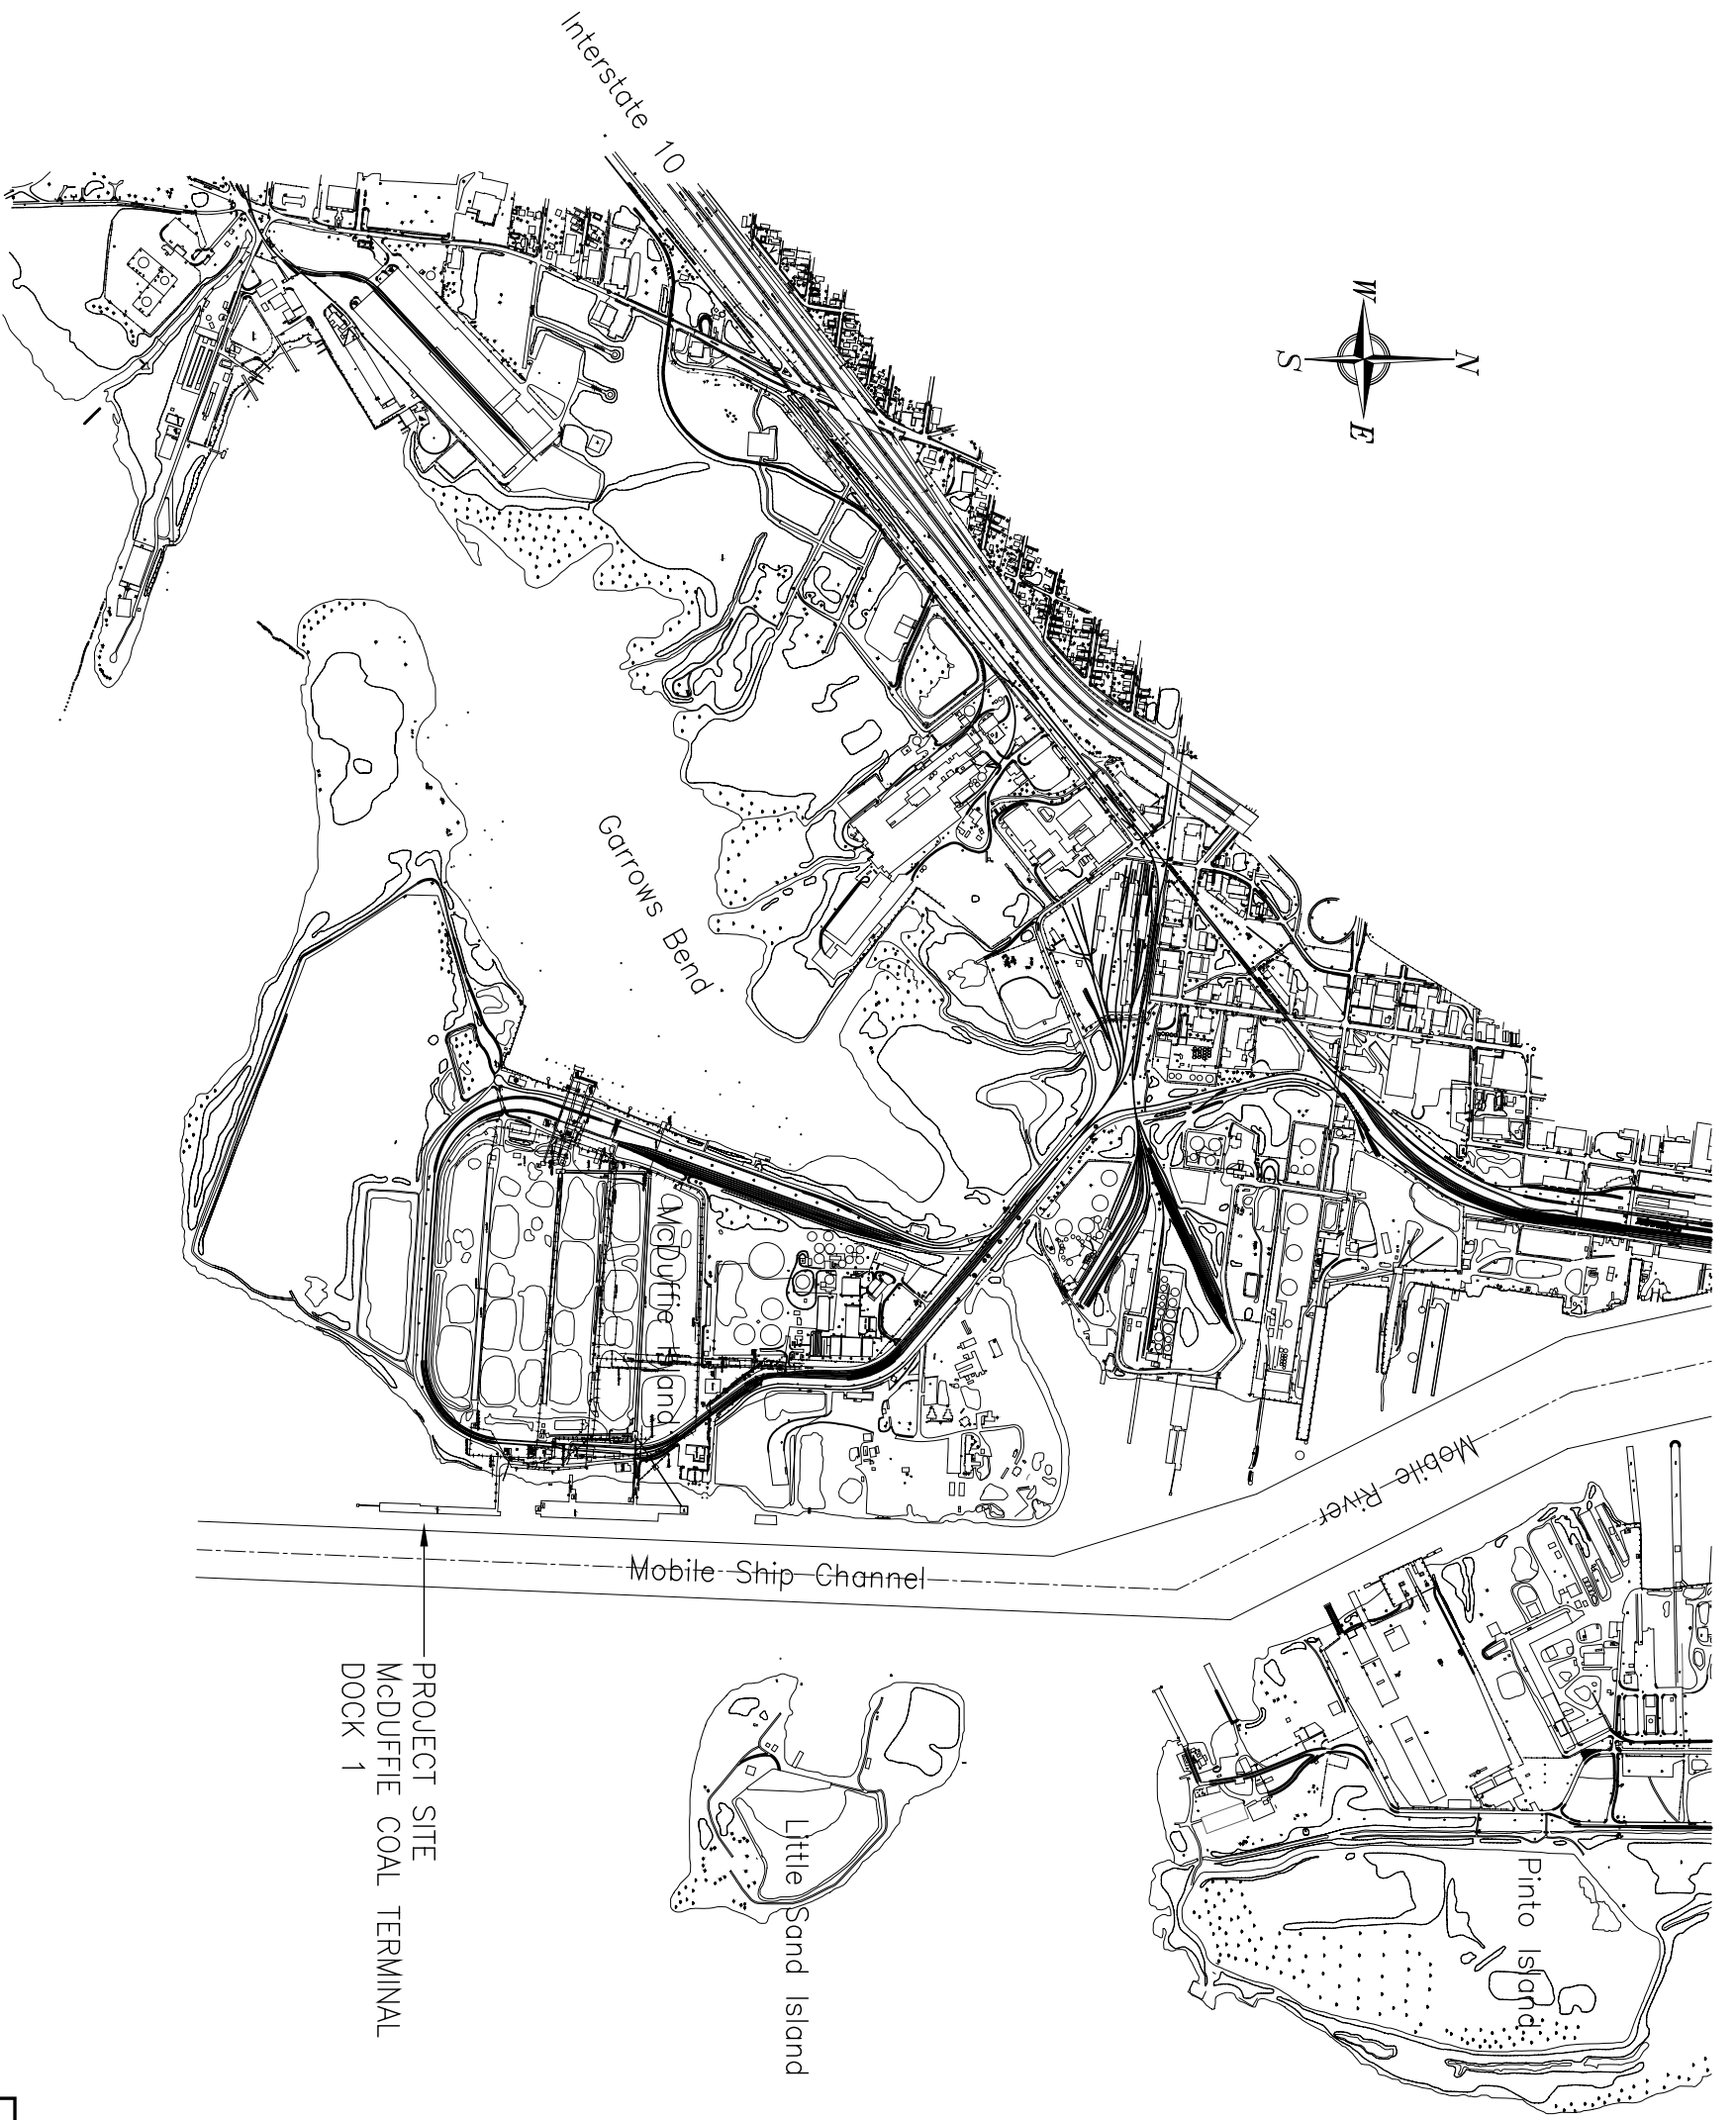 Interstate 10
W
N
S
E
Garrows Bend
McDuffie Island
Mobile River
Mobile Ship Channel
PROJECT SITE
McDUFFIE COAL TERMINAL
DOCK 1
Little Sand Island
Pinto Island